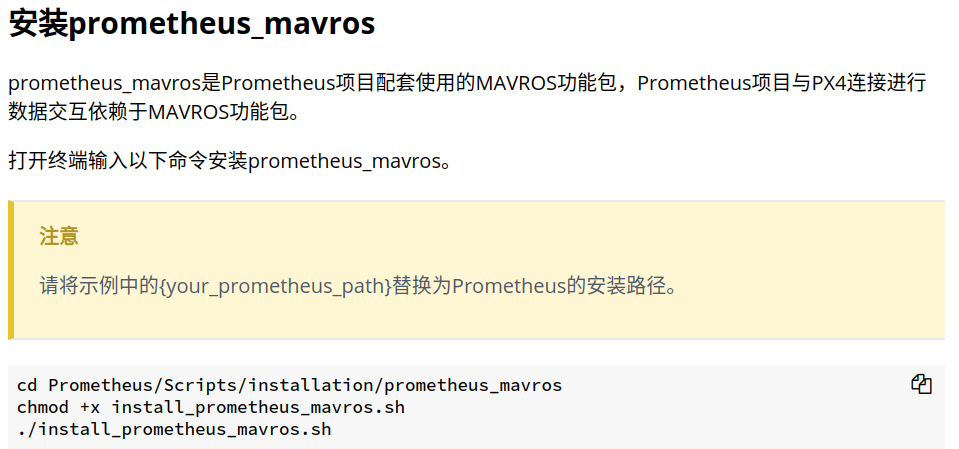 安装prometheus_mavros
prometheus_mavros是Prometheus项目配套使用的MAVROS功能包，Prometheus项目与PX4连接进行
数据交互依赖于MAVROS功能包。
打开终端输入以下命令安装prometheus_mavros。
注意
请将示例中的{your_prometheus_path}替换为Prometheus的安装路径。
cd Prometheus/Scripts/installation/prometheus_mavros
chmod +x install_prometheus_mavros.sh
./install_prometheus_mavros.sh